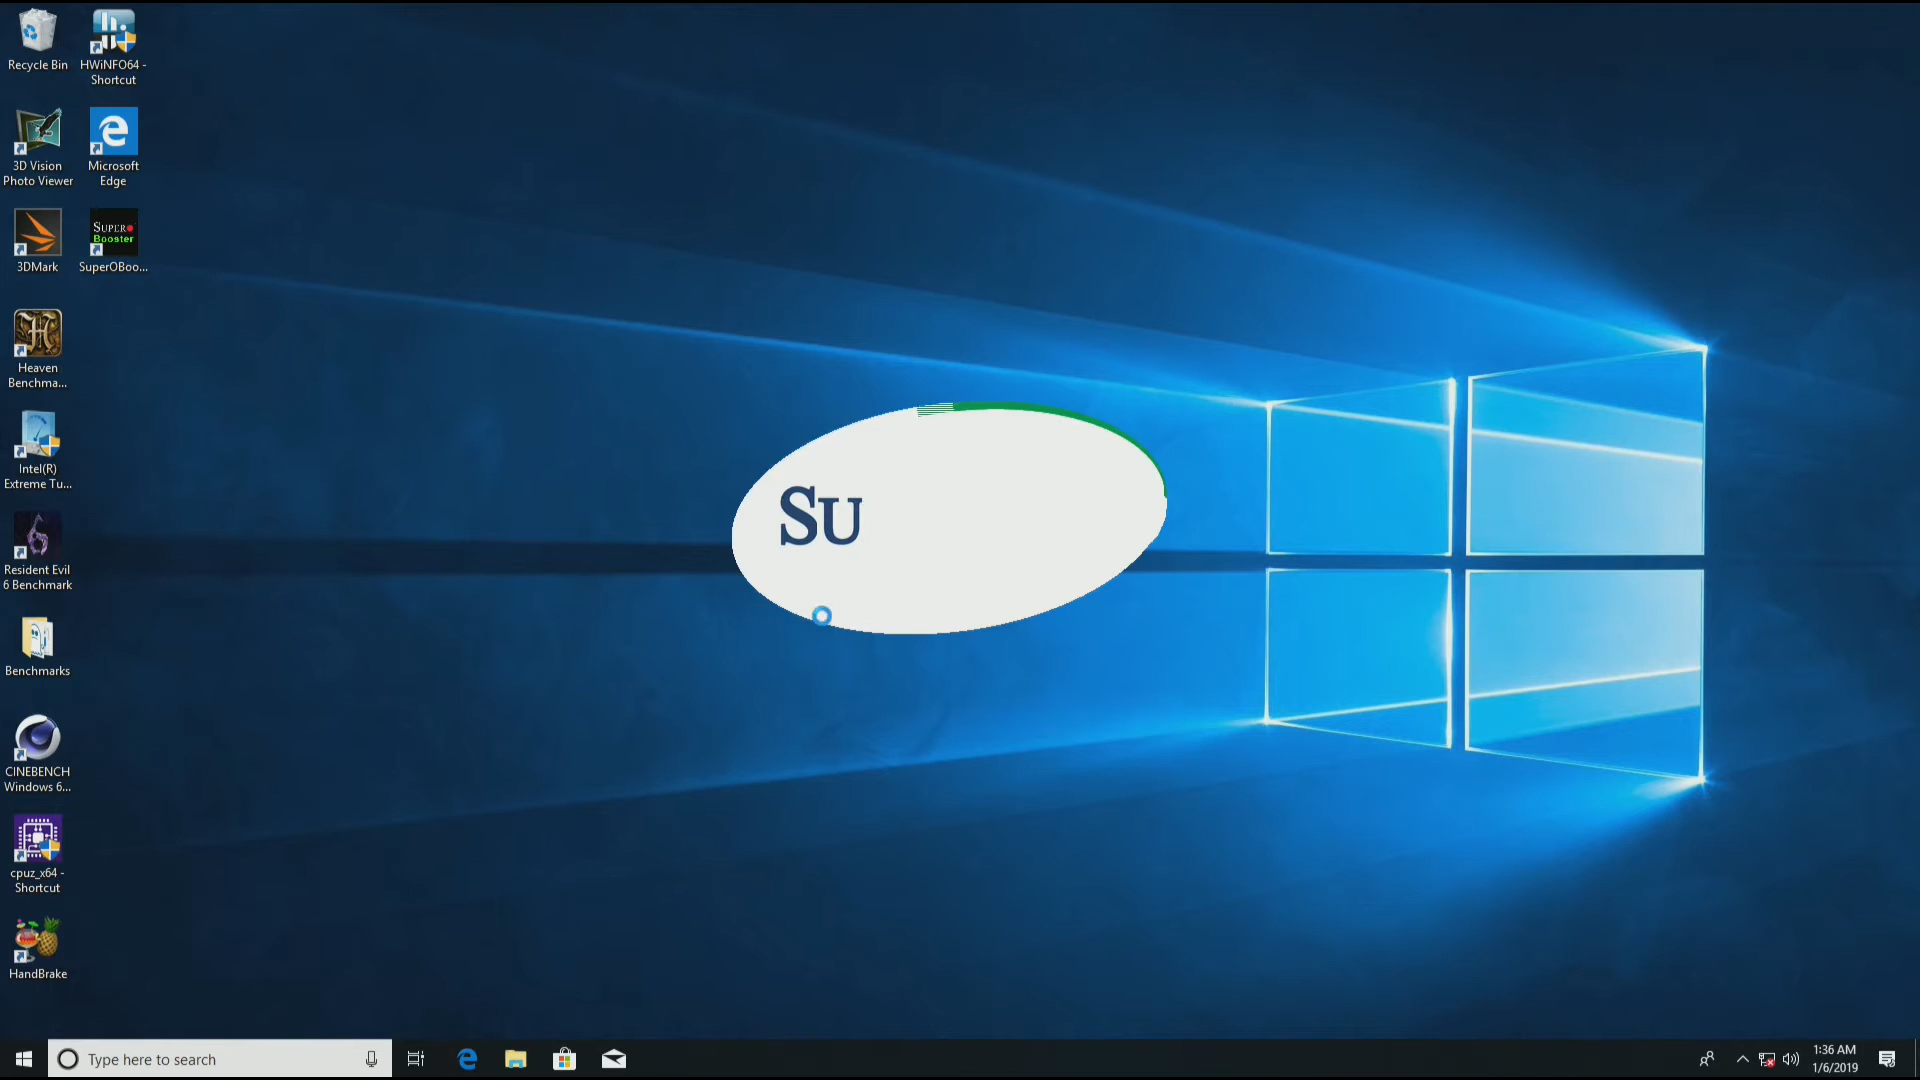 Recycle Bin
HWiNFO64 -
Shortcut
3D Vision
Photo Viewer
Microsoft
Edge
3DMark
SUPER
Booster
SuperOBoo...
Heaven
Benchma...
Intel(R)
Extreme Tu...
Resident Evil
6 Benchmark
Benchmarks
CINEBENCH
Windows 6...
cpuz_x64 -
Shortcut
HandBrake
SU
Type here to search
1:36 AM
1/6/2019